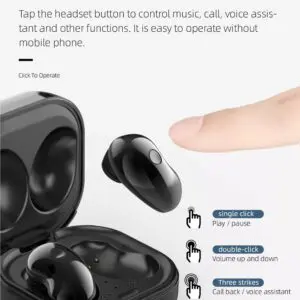 Tap the headset button to control music, call, voice assis-
tant and other functions. It is easy to operate without
mobile phone.
Click To Operate
single click
Play / pause
double-click
Volume up and down
Three strikes
Call back / voice assistant